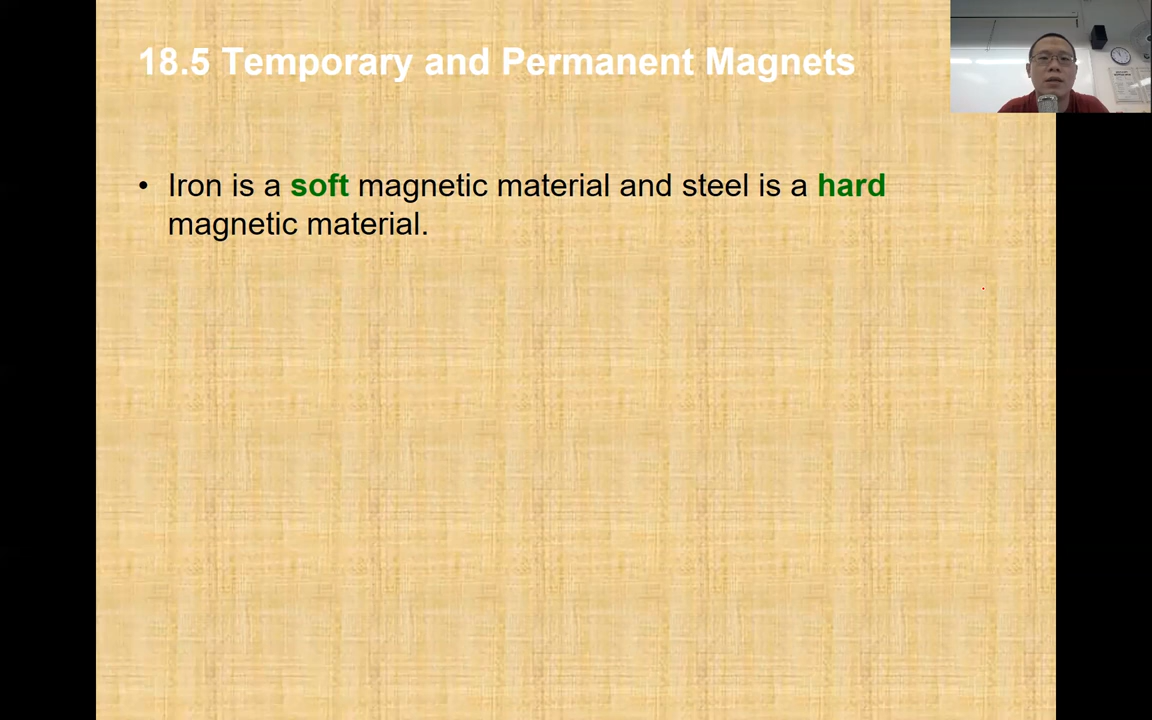 18.5 Temporary and Permanent Magnets
• Iron is a soft magnetic material and steel is a hard
magnetic material.